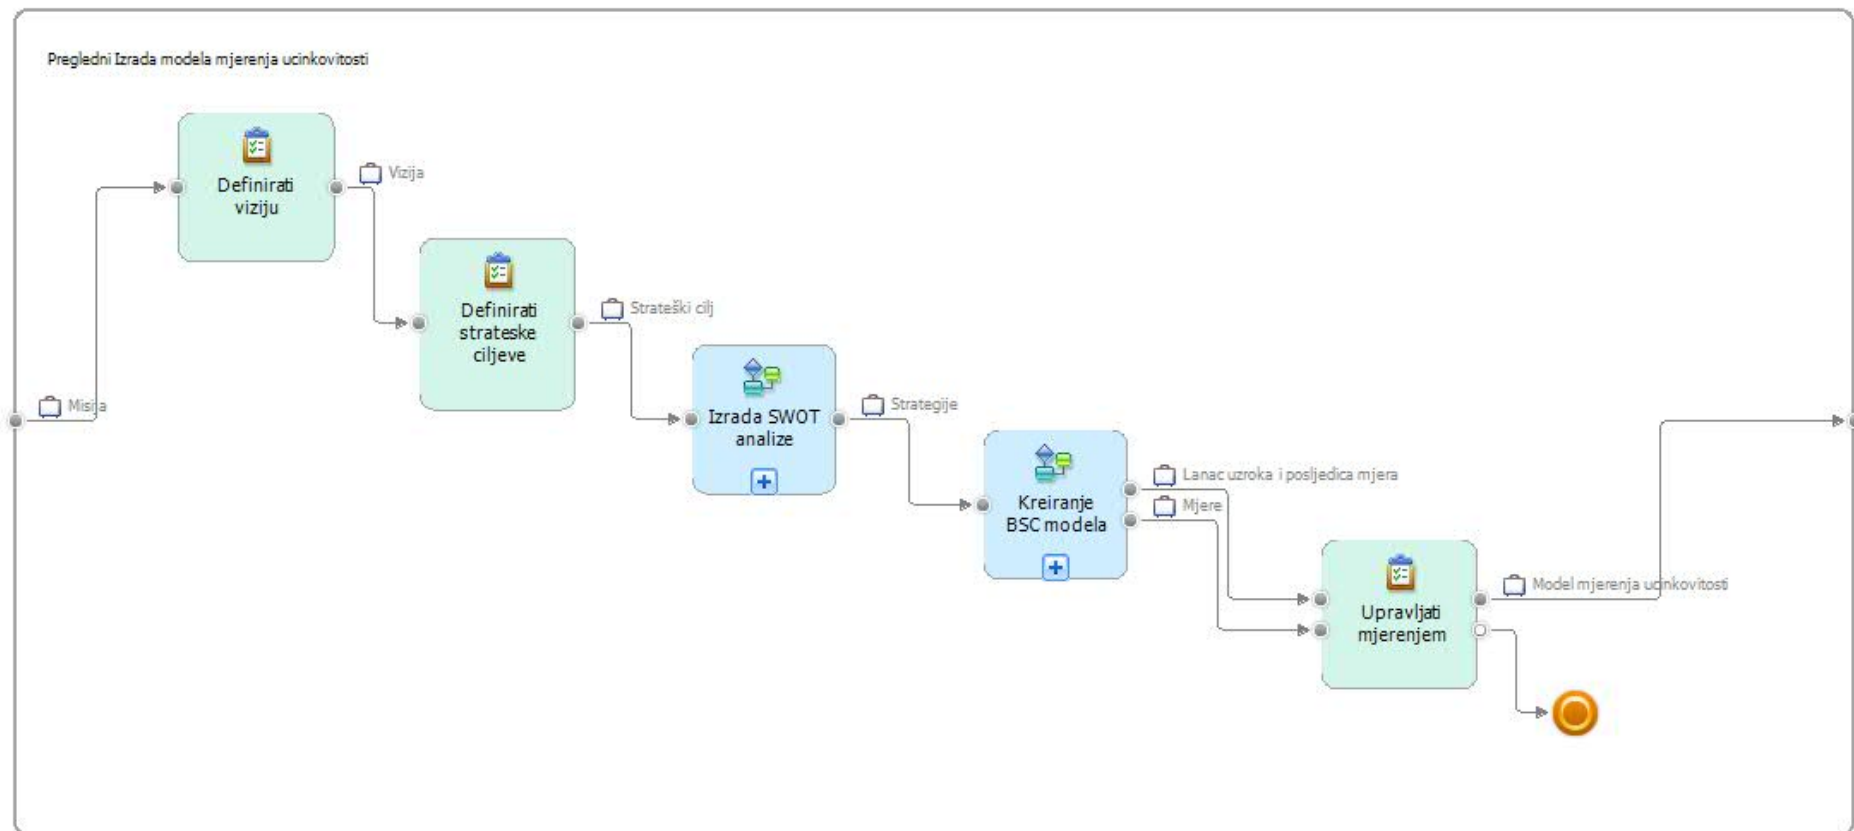 Pregledni Izrada modela mjerenja ucinkovitosti
Definirati
viziju
Vizija
Definirati
strateske
ciljeve
Strateški cilj
Misija
Izrada SWOT
analize
Strategije
Kreiranje
BSC modela
Lanac uzroka i posljedica mjera
Mjere
Upravljati
mjerenjem
Model mjerenja ucinkovitosti